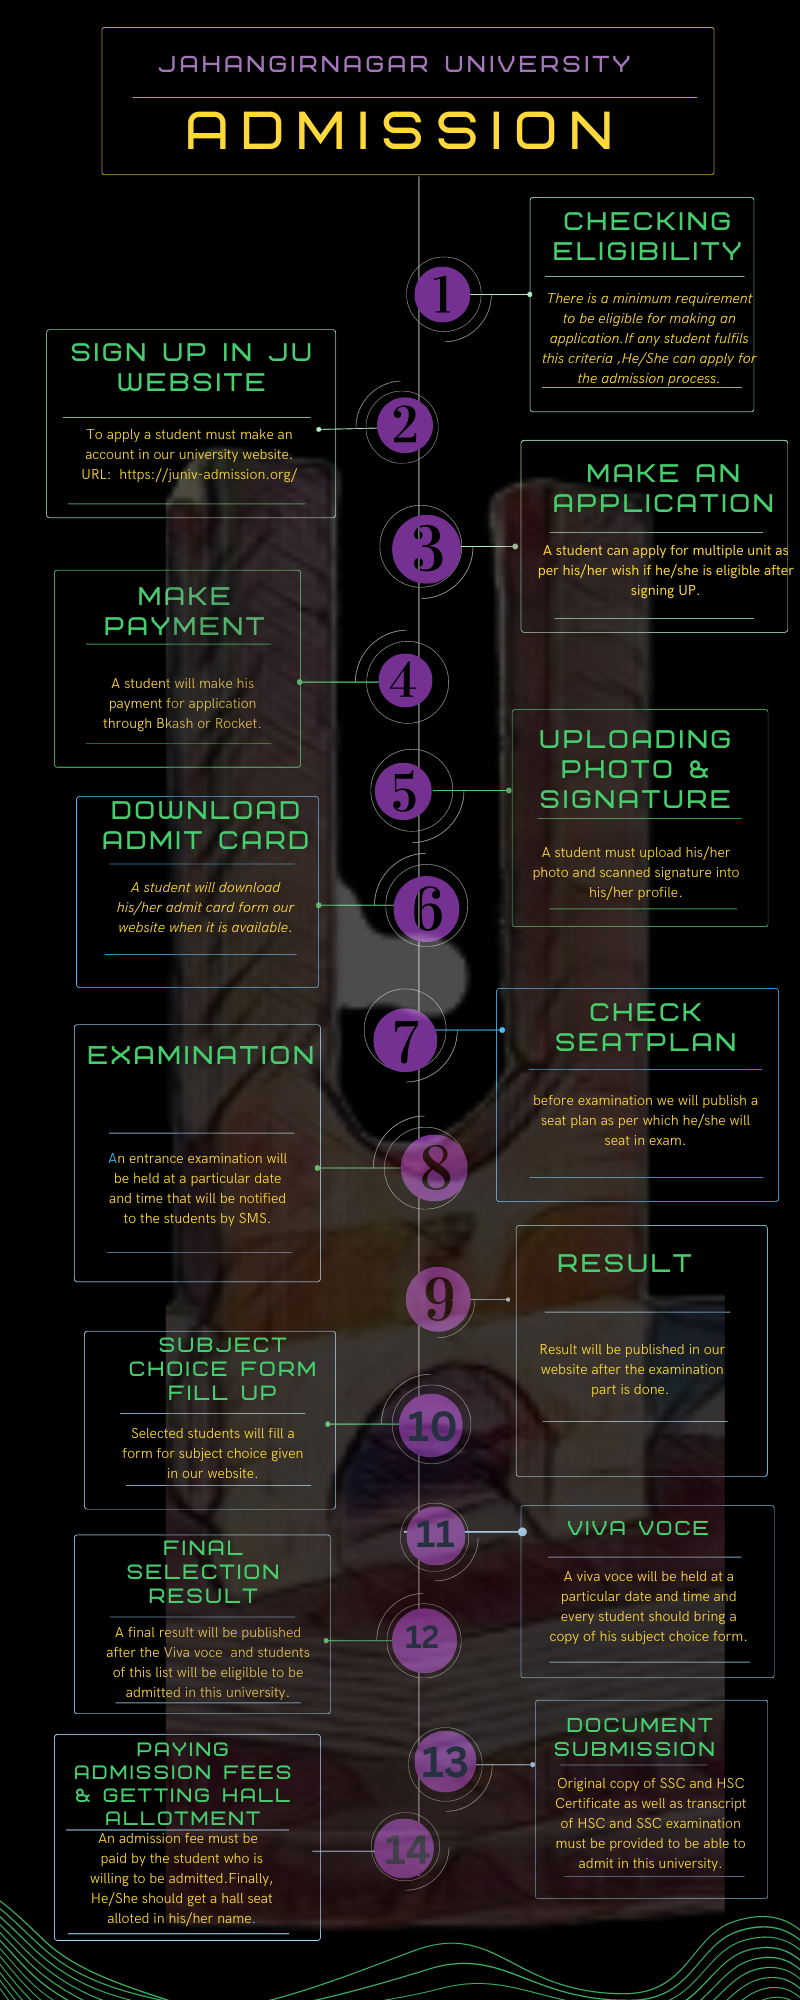 JAHANGIRNAGAR UNIVERSITY
ADMISSION
1
CHECKING
ELIGIBILITY
There is a minimum requirement
to be eligible for making an
application.If any student fulfils
this criteria ,He/She can apply for
the admission process.
2
SIGN UP IN JU
WEBSITE
To apply a student must make an
account in our university website.
URL:  https://juniv-admission.org/
3
MAKE AN
APPLICATION
A student can apply for multiple unit as
per his/her wish if he/she is eligible after
signing UP.
4
MAKE
PAYMENT
A student will make his
payment for application
through Bkash or Rocket.
5
UPLOADING
PHOTO &
SIGNATURE
A student must upload his/her
photo and scanned signature into
his/her profile.
6
DOWNLOAD
ADMIT CARD
A student will download
his/her admit card form our
website when it is available.
7
CHECK
SEATPLAN
before examination we will publish a
seat plan as per which he/she will
seat in exam.
8
EXAMINATION
An entrance examination will
be held at a particular date
and time that will be notified
to the students by SMS.
9
RESULT
Result will be published in our
website after the examination
part is done.
10
SUBJECT
CHOICE FORM
FILL UP
Selected students will fill a
form for subject choice given
in our website.
11
VIVA VOCE
A viva voce will be held at a
particular date and time and
every student should bring a
copy of his subject choice form.
12
FINAL
SELECTION
RESULT
A final result will be published
after the Viva voce  and students
of this list will be eligilble to be
admitted in this university.
13
DOCUMENT
SUBMISSION
Original copy of SSC and HSC
Certificate as well as transcript
of HSC and SSC examination
must be provided to be able to
admit in this university.
14
PAYING
ADMISSION FEES
& GETTING HALL
ALLOTMENT
An admission fee must be
paid by the student who is
willing to be admitted.Finally,
He/She should get a hall seat
alloted in his/her name.